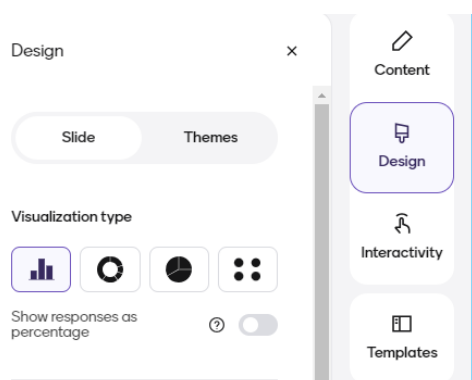 Design
Slide
Themes
Visualization type
Show responses as
percentage
Content
Design
Interactivity
Templates